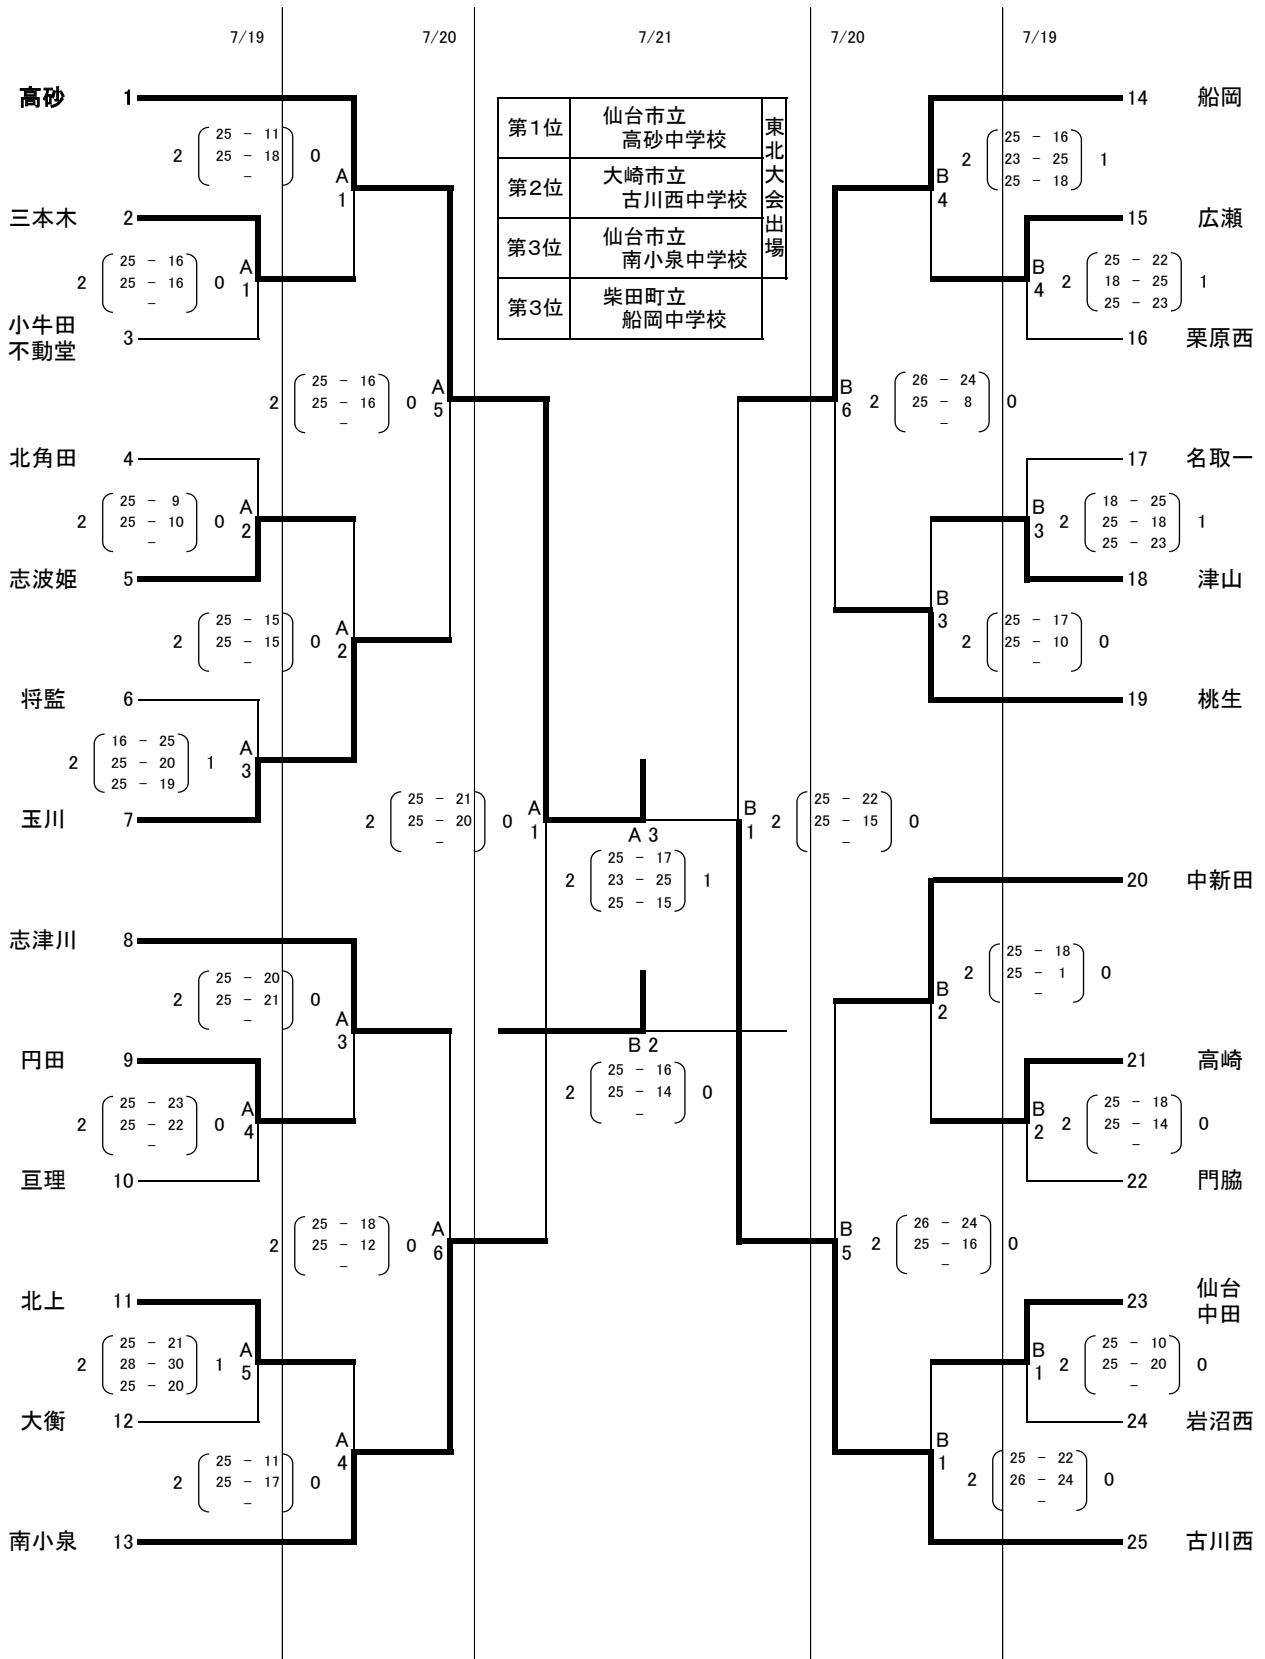 7/19 7/20 7/21 7/20 7/19
高砂 1
25 - 11
2 25 - 18 0
-
A
1
三本木 2
25 - 16
2 25 - 16 0
-
A
1
小牛田
不動堂 3
25 - 16
2 25 - 16 0
-
A
5
北角田 4
25 - 9
2 25 - 10 0
-
A
2
志波姫 5
25 - 15
2 25 - 15 0
-
A
2
将監 6
16 - 25
2 25 - 20 1
25 - 19
A
3
玉川 7
25 - 21
2 25 - 20 0
-
A
1
志津川 8
25 - 20
2 25 - 21 0
-
A
3
円田 9
25 - 23
2 25 - 22 0
-
A
4
亘理 10
25 - 18
2 25 - 12 0
-
A
6
北上 11
25 - 21
2 28 - 30 1
25 - 20
A
5
大衡 12
25 - 11
2 25 - 17 0
-
A
4
南小泉 13
第1位 仙台市立
高砂中学校
第2位 大崎市立
古川西中学校
第3位 仙台市立
南小泉中学校
第3位 柴田町立
船岡中学校
東北大会出場
A 3
25 - 17
2 23 - 25 1
25 - 15
B 2
25 - 16
2 25 - 14 0
-
14 船岡
B
4
25 - 16
2 23 - 25 1
25 - 18
15 広瀬
B
4
25 - 22
2 18 - 25 1
25 - 23
16 栗原西
B
6
26 - 24
2 25 - 8 0
-
17 名取一
B
3
18 - 25
2 25 - 18 1
25 - 23
18 津山
B
3
25 - 17
2 25 - 10 0
-
19 桃生
B
1
25 - 22
2 25 - 15 0
-
20 中新田
B
2
25 - 18
2 25 - 1 0
-
21 高崎
B
2
25 - 18
2 25 - 14 0
-
22 門脇
B
5
26 - 24
2 25 - 16 0
-
23 仙台
中田
B
1
25 - 10
2 25 - 20 0
-
24 岩沼西
B
1
25 - 22
2 26 - 24 0
-
25 古川西